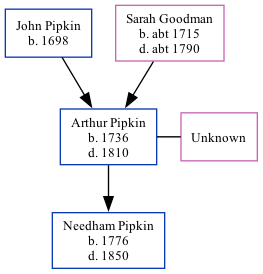 John Pipkin
b. 1698
Sarah Goodman
b. abt 1715
d. abt 1790
Arthur Pipkin
b. 1736
d. 1810
Unknown
Needham Pipkin
b. 1776
d. 1850